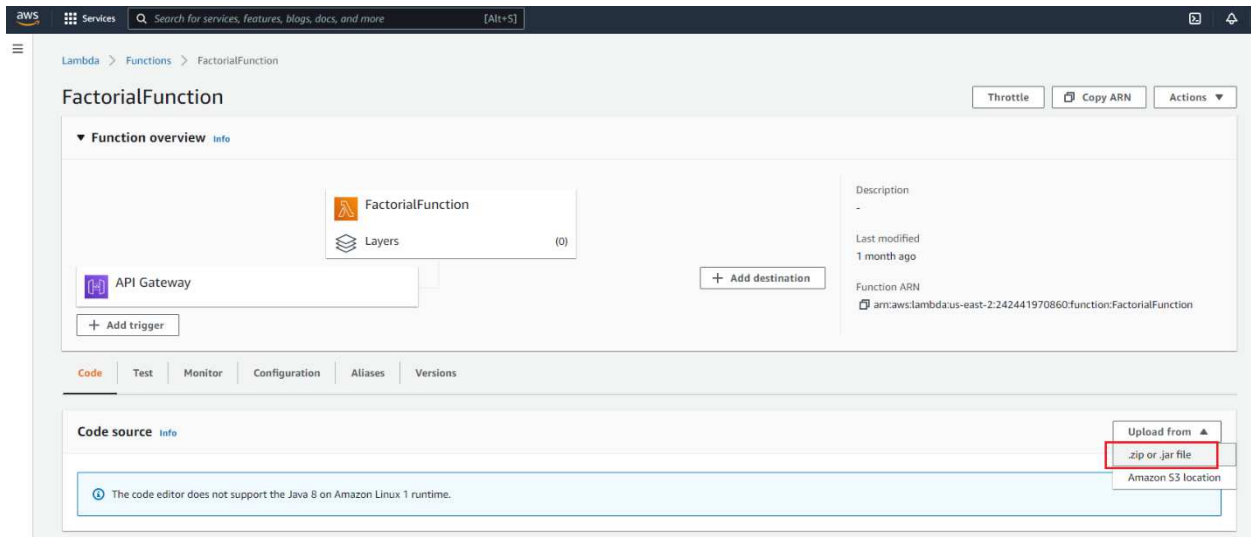 aws Services Search for services, features, blogs, docs, and more [Alt+S]
Lambda > Functions > FactorialFunction
FactorialFunction
Throttle Copy ARN Actions ▼
▼ Function overview Info
FactorialFunction
Layers (0)
API Gateway
+ Add trigger
+ Add destination
Description
-
Last modified
1 month ago
Function ARN
arn:aws:lambda:us-east-2:242441970860:function:FactorialFunction
Code Test Monitor Configuration Aliases Versions
Code source Info
Upload from ▲
.zip or .jar file
Amazon S3 location
The code editor does not support the Java 8 on Amazon Linux 1 runtime.